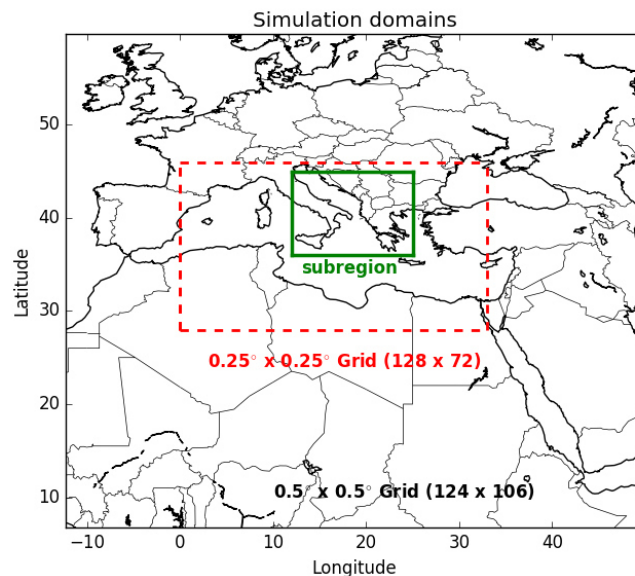 Simulation domains
50
40
30
20
10
Latitude
subregion
0.25° x 0.25° Grid (128 x 72)
0.5° x 0.5° Grid (124 x 106)
−10 0 10 20 30 40
Longitude